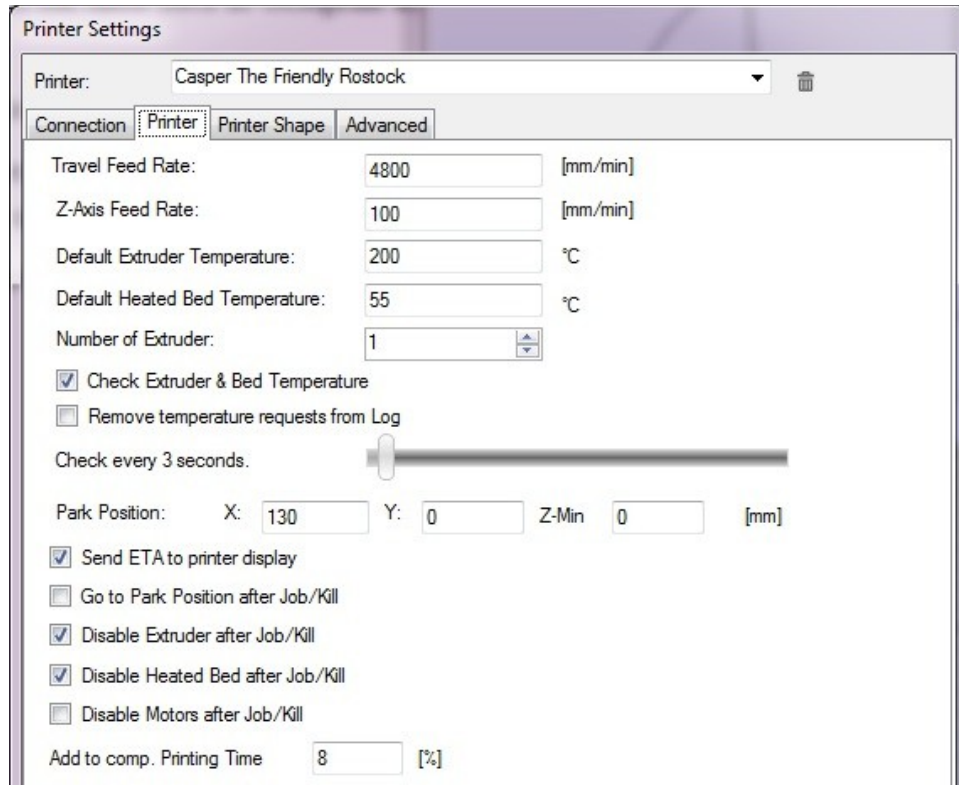 Printer Settings
Printer: Casper The Friendly Rostock
Connection Printer Printer Shape Advanced
Travel Feed Rate: 4800 [mm/min]
Z-Axis Feed Rate: 100 [mm/min]
Default Extruder Temperature: 200 °C
Default Heated Bed Temperature: 55 °C
Number of Extruder: 1
Check Extruder & Bed Temperature
Remove temperature requests from Log
Check every 3 seconds.
Park Position: X: 130 Y: 0 Z-Min 0 [mm]
Send ETA to printer display
Go to Park Position after Job/Kill
Disable Extruder after Job/Kill
Disable Heated Bed after Job/Kill
Disable Motors after Job/Kill
Add to comp. Printing Time 8 [%]